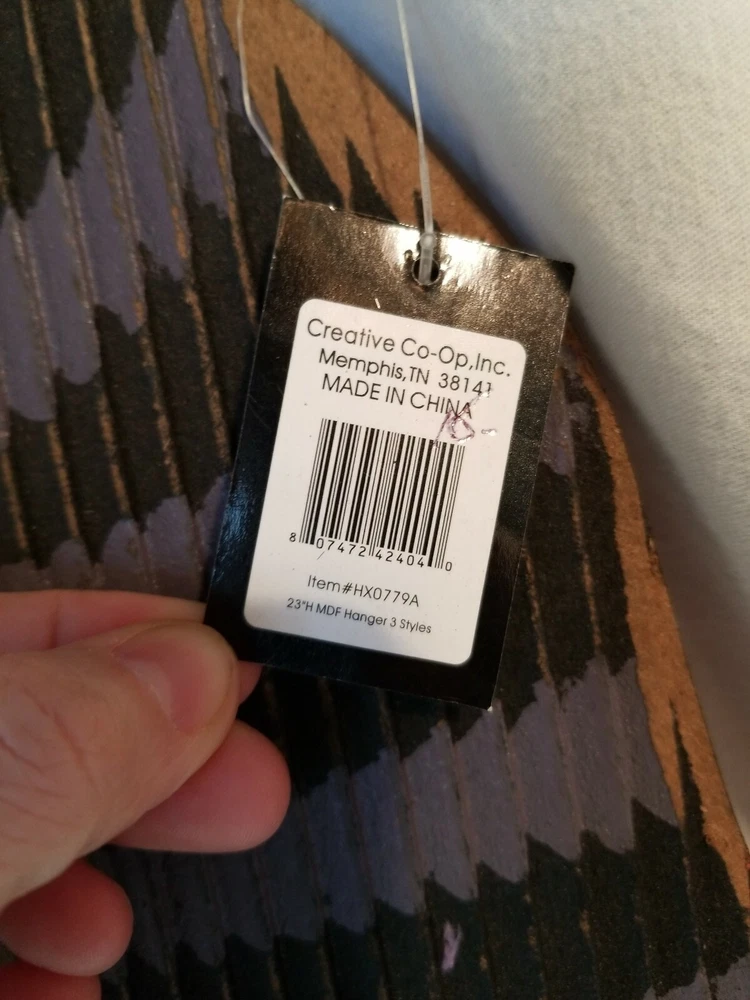 Creative Co-Op,Inc.
Memphis,TN 38141
MADE IN CHINA
8 07472 42404 0
Item#HX0779A
23"H MDF Hanger 3 Styles